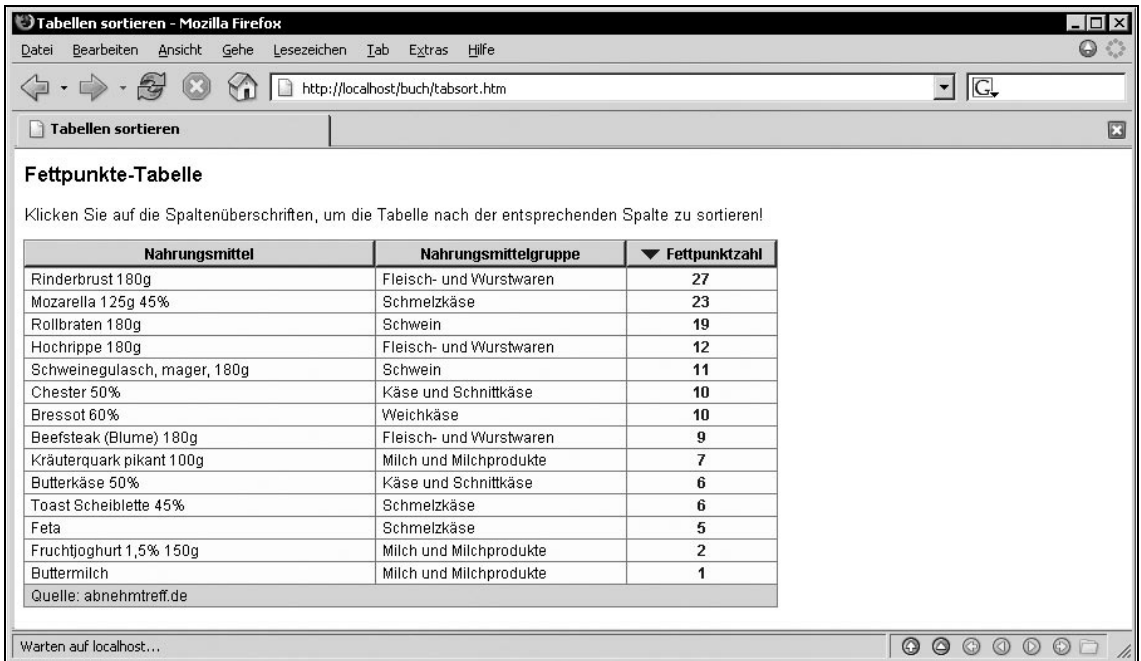 Tabellen sortieren - Mozilla Firefox
Datei Bearbeiten Ansicht Gehe Lesezeichen Tab Extras Hilfe
http://localhost/buch/tabsort.htm G
Tabellen sortieren
Fettpunkte-Tabelle
Klicken Sie auf die Spaltenüberschriften, um die Tabelle nach der entsprechenden Spalte zu sortieren!
Nahrungsmittel Nahrungsmittelgruppe Fettpunktzahl
Rinderbrust 180g Fleisch- und Wurstwaren 27
Mozarella 125g 45% Schmelzkäse 23
Rollbraten 180g Schwein 19
Hochrippe 180g Fleisch- und Wurstwaren 12
Schweinegulasch, mager, 180g Schwein 11
Chester 50% Käse und Schnittkäse 10
Bressot 60% Weichkäse 10
Beefsteak (Blume) 180g Fleisch- und Wurstwaren 9
Kräuterquark pikant 100g Milch und Milchprodukte 7
Butterkäse 50% Käse und Schnittkäse 6
Toast Scheiblette 45% Schmelzkäse 6
Feta Schmelzkäse 5
Fruchtjoghurt 1,5% 150g Milch und Milchprodukte 2
Buttermilch Milch und Milchprodukte 1
Quelle: abnehmtreff.de
Warten auf localhost...